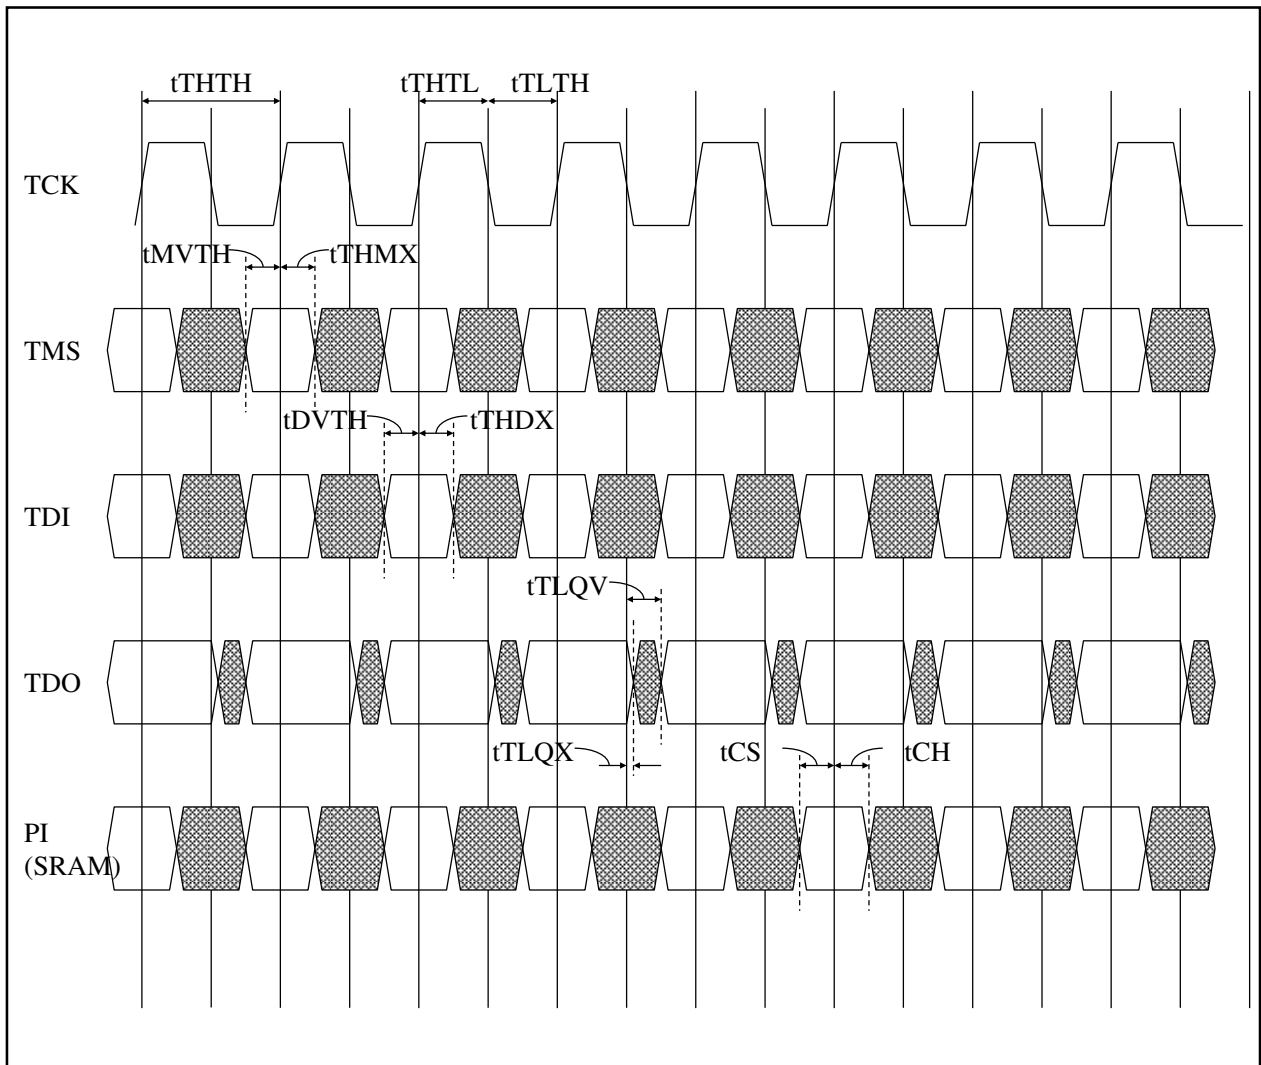 tTHTH
tTHTL
tTLTH
TCK
tMVTH
tTHMX
TMS
tDVTH
tTHDX
TDI
tTLQV
TDO
tTLQX
tCS
tCH
PI
(SRAM)